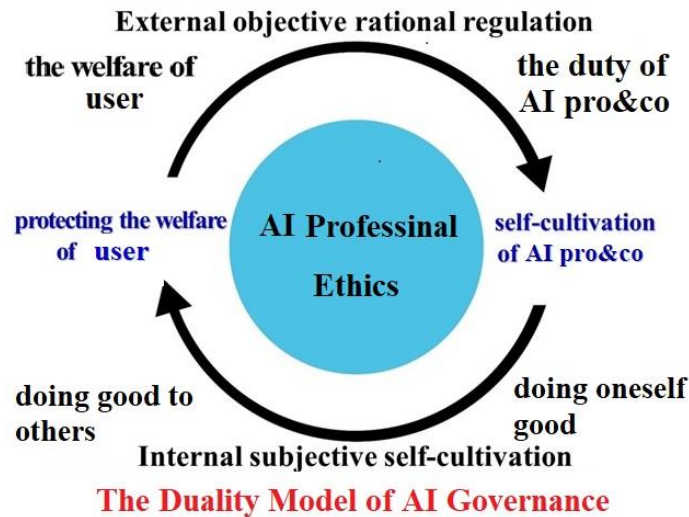 External objective rational regulation
the welfare of
user
the duty of
AI pro&co
protecting the welfare
of user
AI Professinal
Ethics
self-cultivation
of AI pro&co
doing good to
others
doing oneself
good
Internal subjective self-cultivation
The Duality Model of AI Governance